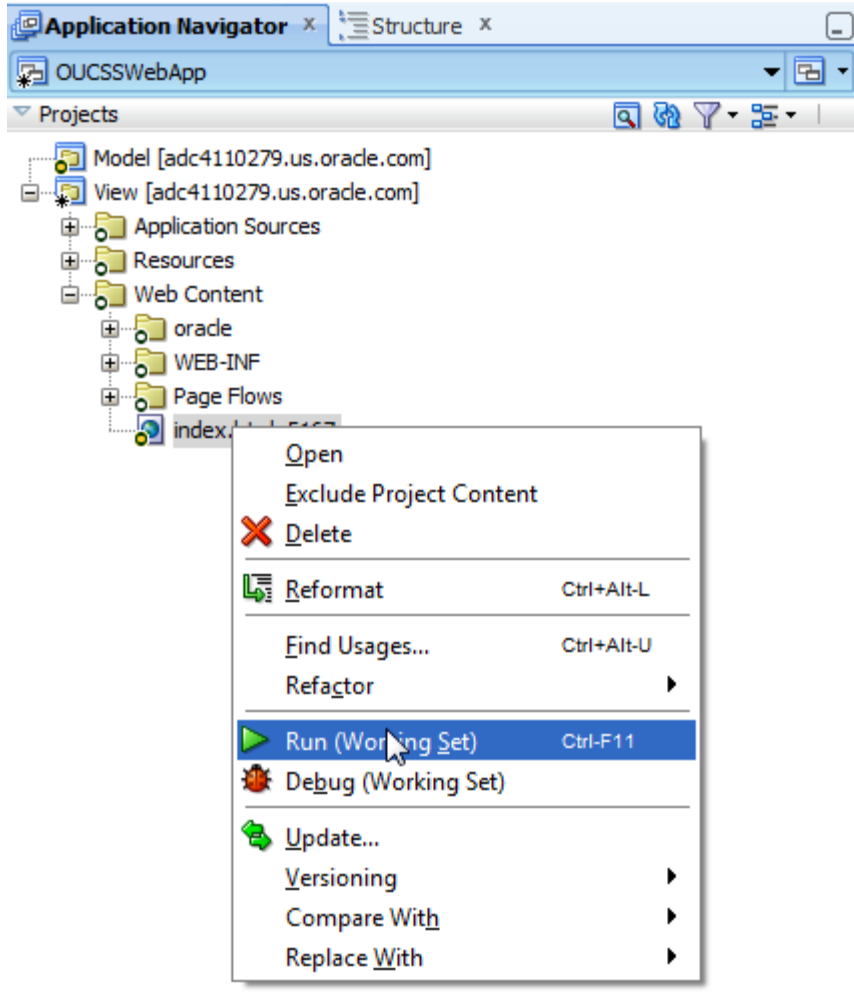 Application Navigator x Structure x
OUCSSWebApp
Projects
Model [adc4110279.us.oracle.com]
View [adc4110279.us.oracle.com]
Application Sources
Resources
Web Content
oracle
WEB-INF
Page Flows
index.
Open
Exclude Project Content
Delete
Reformat Ctrl+Alt-L
Find Usages... Ctrl+Alt-U
Refactor
Run (Working Set) Ctrl-F11
Debug (Working Set)
Update...
Versioning
Compare With
Replace With